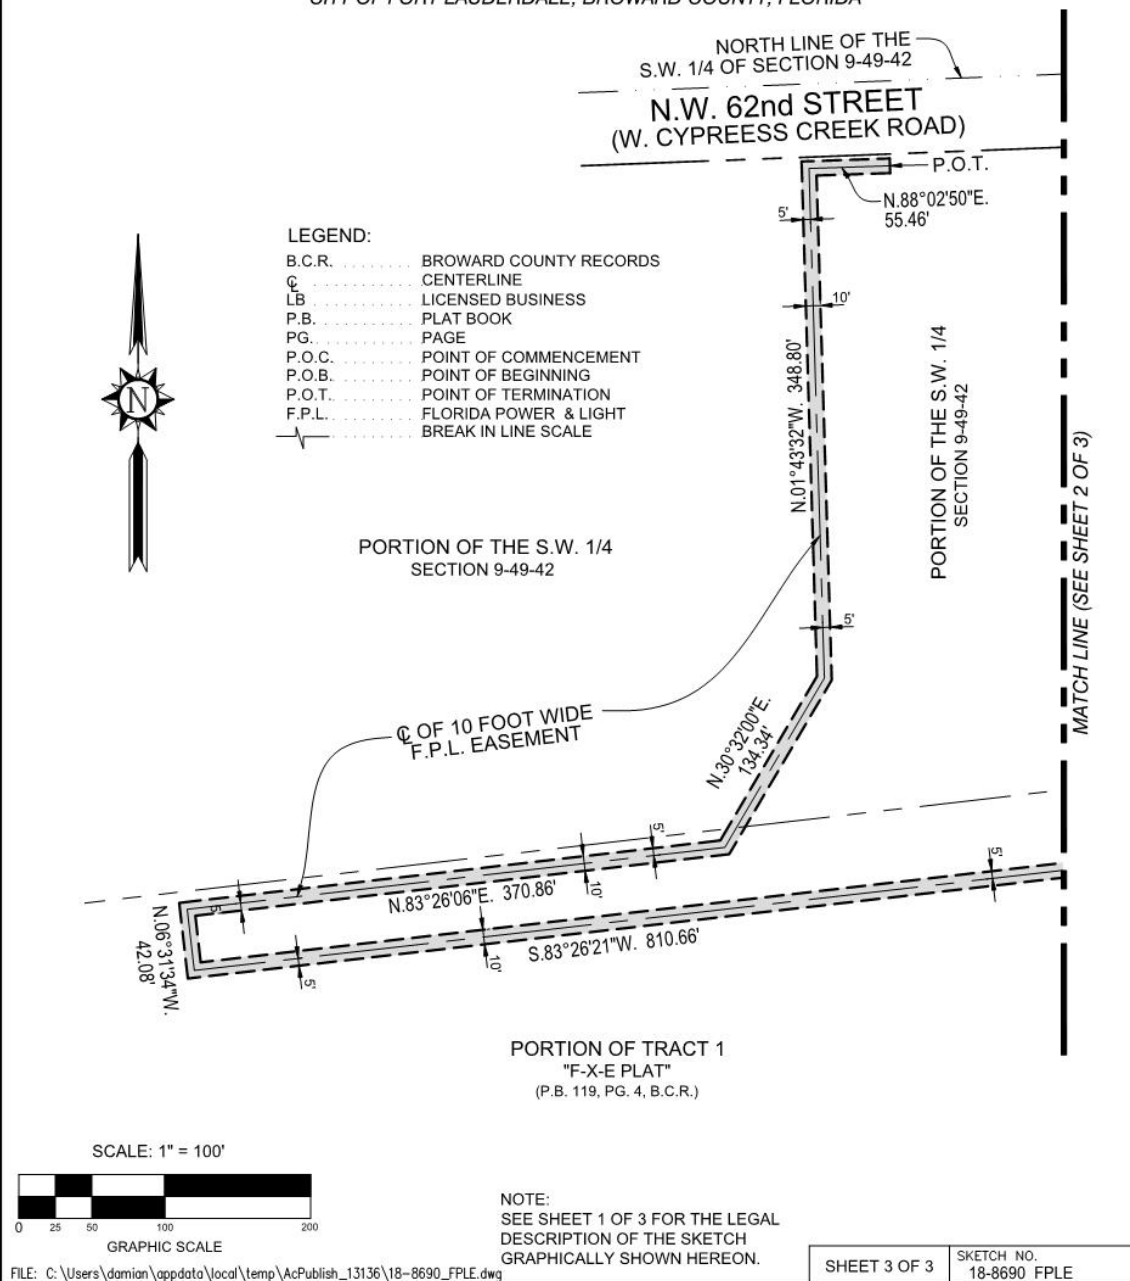 CITY OF FORT LAUDERDALE, BROWARD COUNTY, FLORIDA
NORTH LINE OF THE
S.W. 1/4 OF SECTION 9-49-42
N.W. 62nd STREET
(W. CYPREESS CREEK ROAD)
P.O.T.
N.88°02'50"E.
55.46'
5'
10'
LEGEND:
B.C.R. BROWARD COUNTY RECORDS
℄ CENTERLINE
LB LICENSED BUSINESS
P.B. PLAT BOOK
PG. PAGE
P.O.C. POINT OF COMMENCEMENT
P.O.B. POINT OF BEGINNING
P.O.T. POINT OF TERMINATION
F.P.L. FLORIDA POWER & LIGHT
BREAK IN LINE SCALE
N
N.01°43'32"W. 348.80'
PORTION OF THE S.W. 1/4
SECTION 9-49-42
MATCH LINE (SEE SHEET 2 OF 3)
PORTION OF THE S.W. 1/4
SECTION 9-49-42
5'
℄ OF 10 FOOT WIDE
F.P.L. EASEMENT
N.30°32'00"E.
134.34'
5'
5'
10'
5'
N.83°26'06"E. 370.86'
N.06°31'34"W.
42.08'
S.83°26'21"W. 810.66'
10'
5'
PORTION OF TRACT 1
"F-X-E PLAT"
(P.B. 119, PG. 4, B.C.R.)
SCALE: 1" = 100'
0 25 50 100 200
GRAPHIC SCALE
NOTE:
SEE SHEET 1 OF 3 FOR THE LEGAL
DESCRIPTION OF THE SKETCH
GRAPHICALLY SHOWN HEREON.
FILE: C:\Users\damian\appdata\local\temp\AcPublish_13136\18-8690_FPLE.dwg
SHEET 3 OF 3
SKETCH NO.
18-8690 FPLE